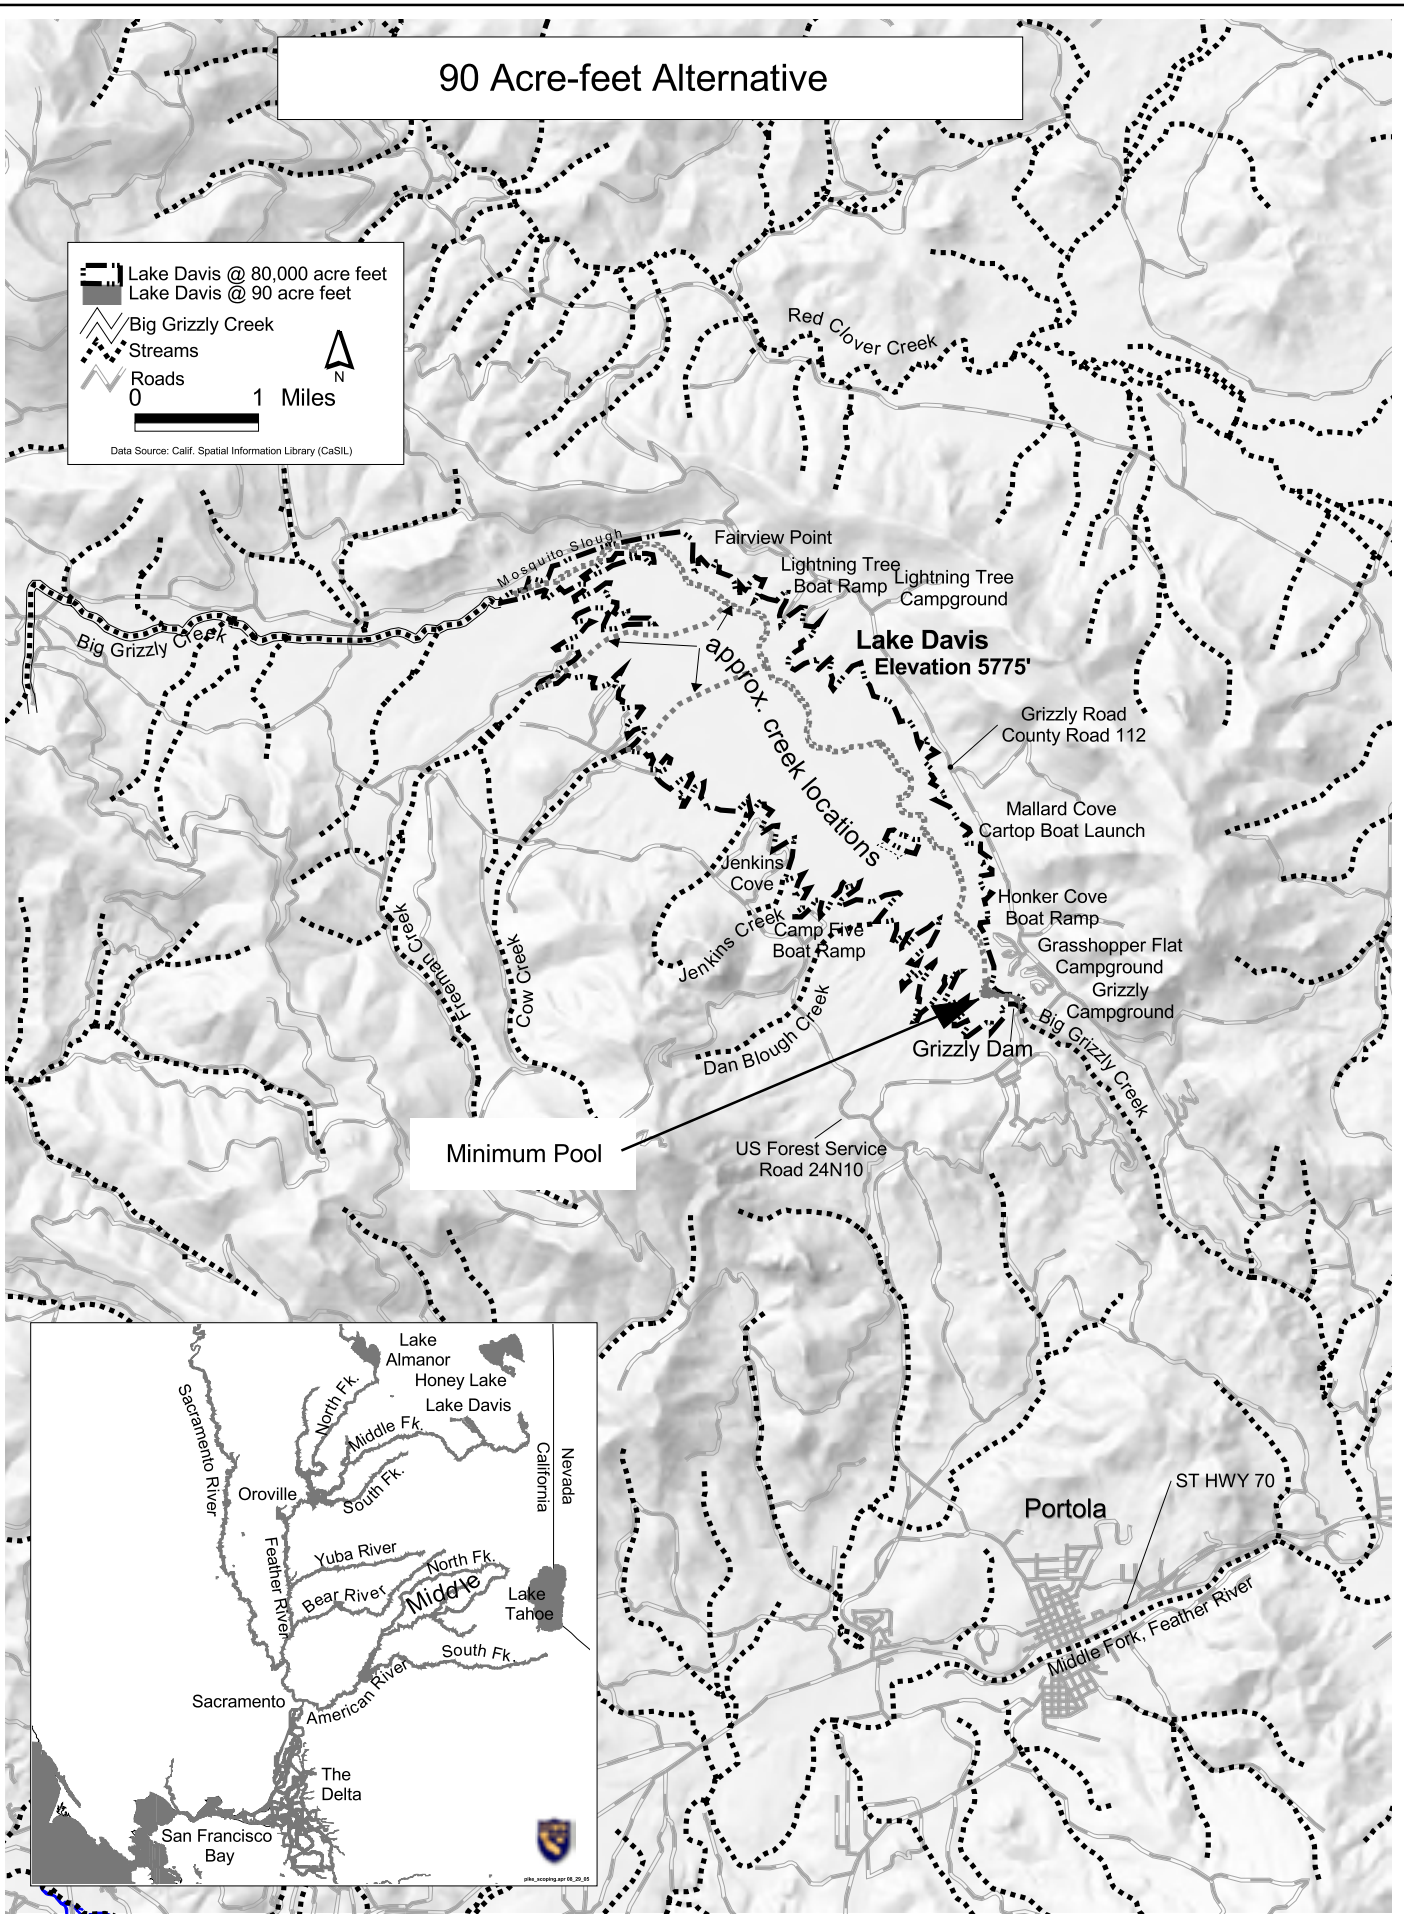 90 Acre-feet Alternative
Lake Davis @ 80,000 acre feet
Lake Davis @ 90 acre feet
Big Grizzly Creek
Streams
Roads
N
0 1 Miles
Data Source: Calif. Spatial Information Library (CaSIL)
Red Clover Creek
Mosquito Slough
Fairview Point
Lightning Tree
Boat Ramp
Lightning Tree
Campground
Big Grizzly Creek
Lake Davis
Elevation 5775'
approx. creek locations
Grizzly Road
County Road 112
Mallard Cove
Cartop Boat Launch
Jenkins
Cove
Honker Cove
Boat Ramp
Jenkins Creek
Camp Five
Boat Ramp
Freeman Creek
Cow Creek
Grasshopper Flat
Campground
Grizzly
Campground
Dan Blough Creek
Grizzly Dam
Big Grizzly Creek
Minimum Pool
US Forest Service
Road 24N10
Portola
ST HWY 70
Middle Fork, Feather River
Lake
Almanor
Honey Lake
Lake Davis
North Fk.
Middle Fk.
South Fk.
Sacramento River
Nevada
California
Oroville
Feather River
Yuba River
Bear River
North Fk.
Middle
Lake
Tahoe
South Fk.
American River
Sacramento
The
Delta
San Francisco
Bay
pike_scoping.apr 08_29_05